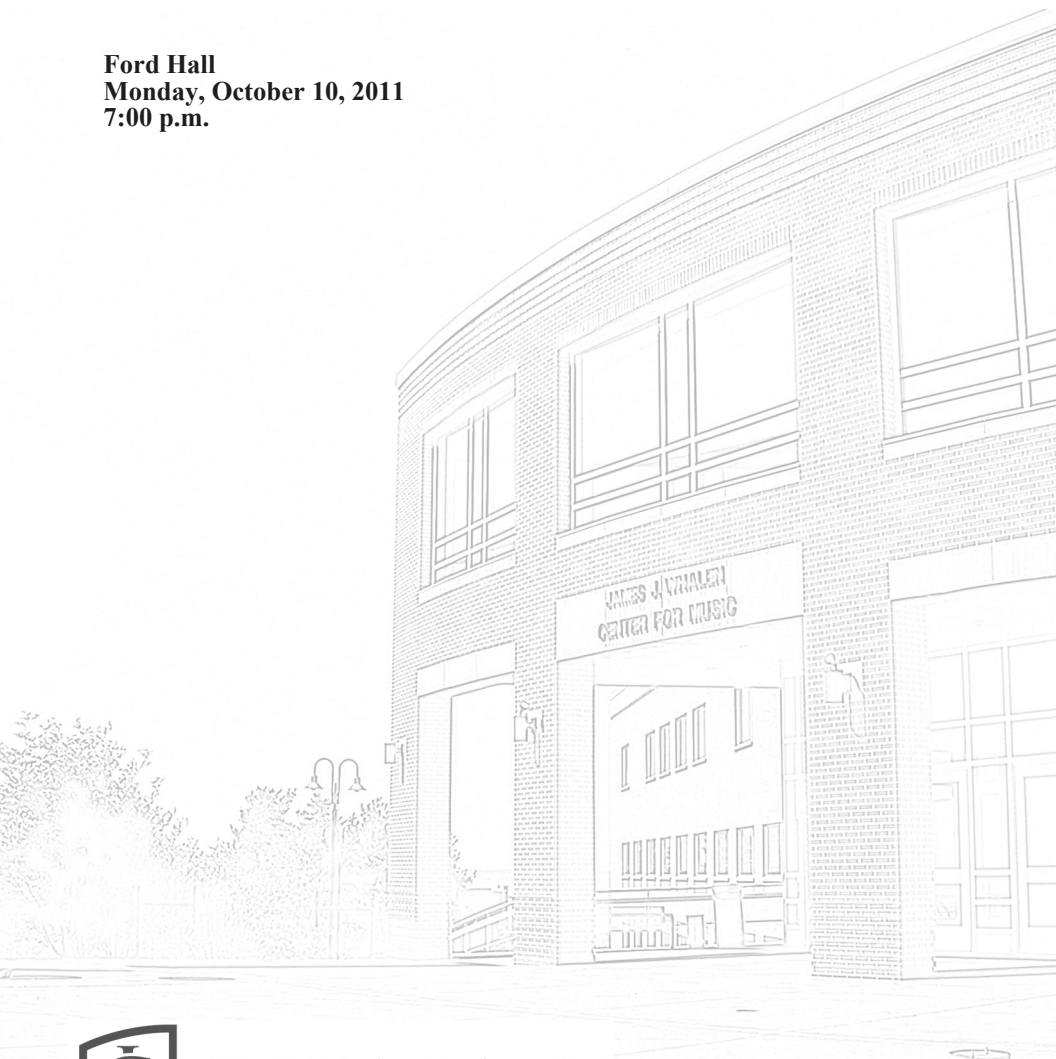 Ford Hall
Monday, October 10, 2011
7:00 p.m.
JAMES J. WHALEN
CENTER FOR MUSIC